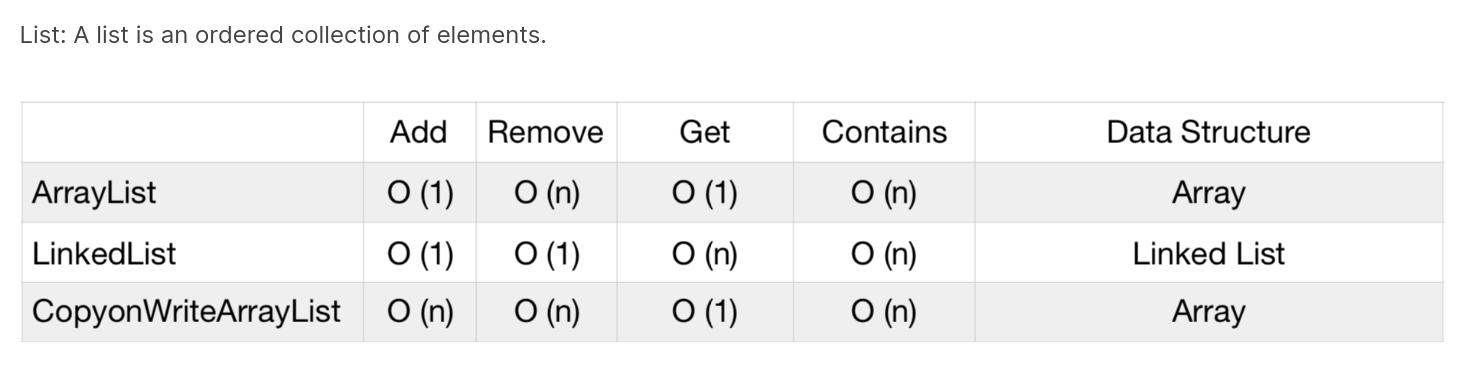 List: A list is an ordered collection of elements.
Add Remove Get Contains Data Structure
ArrayList O (1) O (n) O (1) O (n) Array
LinkedList O (1) O (1) O (n) O (n) Linked List
CopyonWriteArrayList O (n) O (n) O (1) O (n) Array